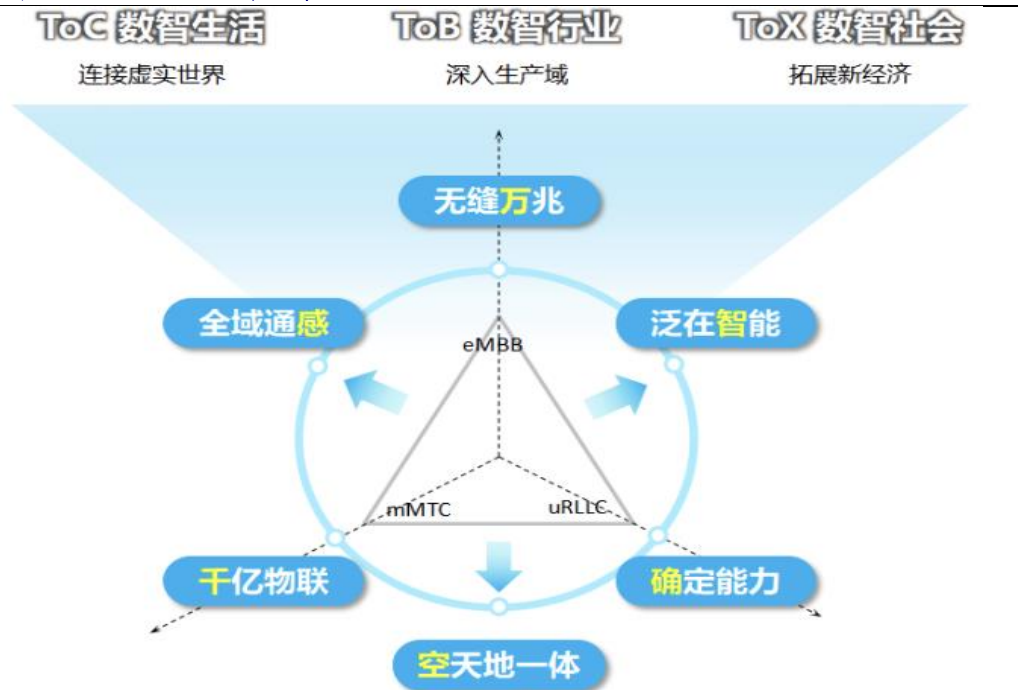 ToC 数智生活 ToB 数智行业 ToX 数智社会
连接虚实世界 深入生产域 拓展新经济
无缝万兆
全域通感 泛在智能
eMBB
mMTC uRLLC
千亿物联 确定能力
空天地一体